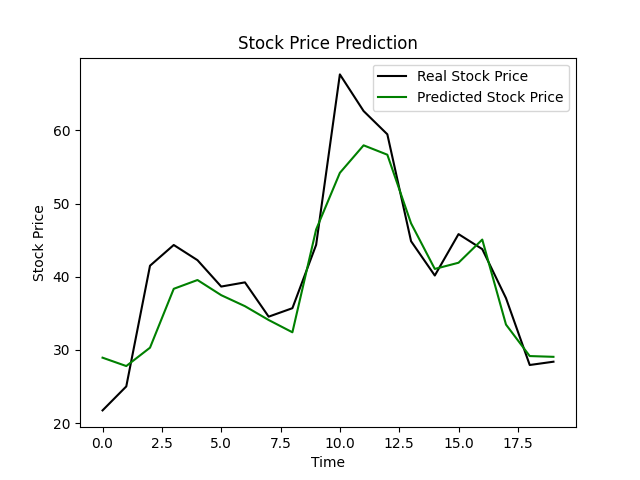 Stock Price Prediction
Real Stock Price
Predicted Stock Price
Stock Price
60
50
40
30
20
0.0 2.5 5.0 7.5 10.0 12.5 15.0 17.5
Time